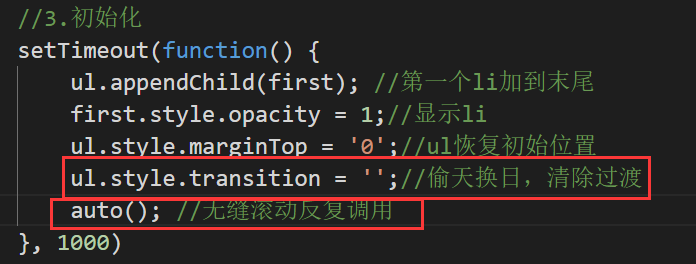 //3.初始化
setTimeout(function() {
ul.appendChild(first); //第一个li加到末尾
first.style.opacity = 1;//显示li
ul.style.marginTop = '0';//ul恢复初始位置
ul.style.transition = '';//偷天换日，清除过渡
auto(); //无缝滚动反复调用
}, 1000)